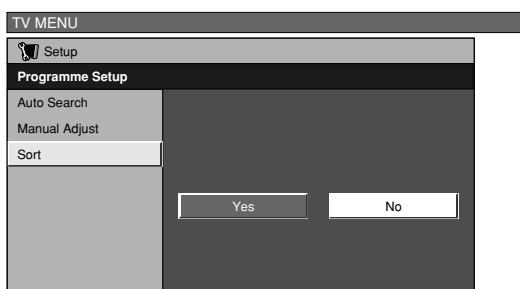 TV MENU
Setup
Programme Setup
Auto Search
Manual Adjust
Sort
Yes No